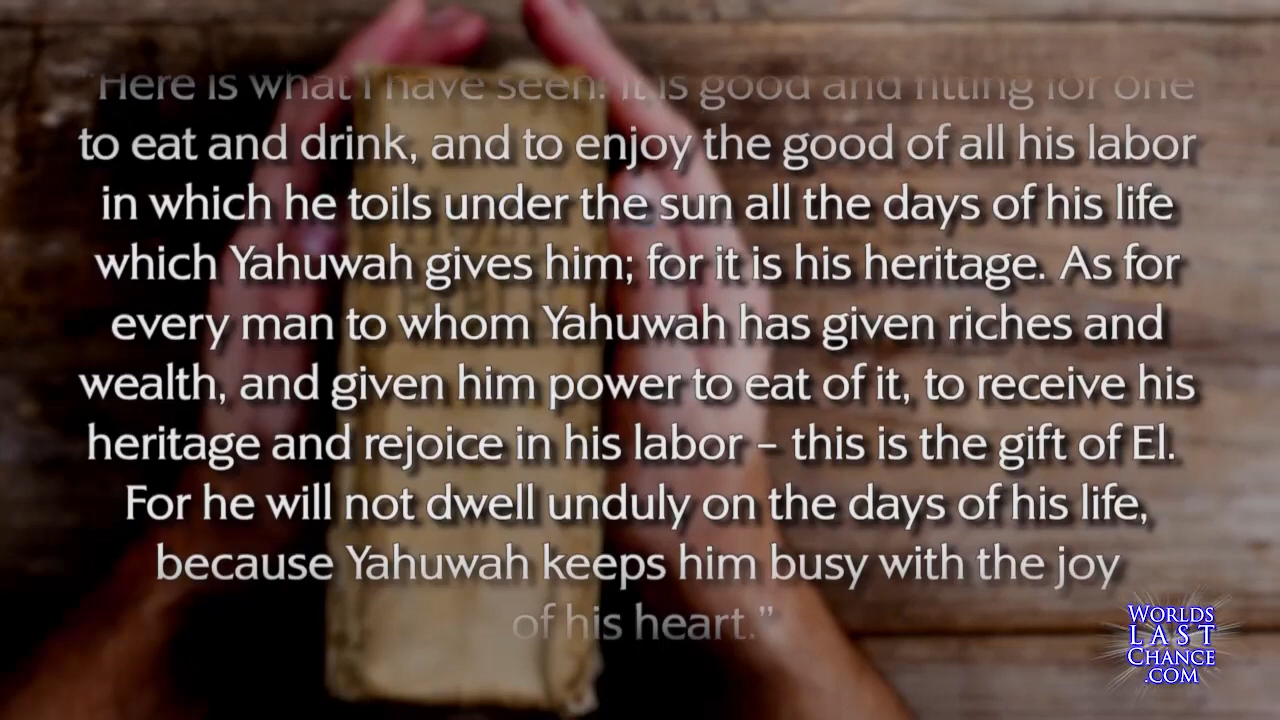 "Here is what I have seen: It is good and fitting for one
to eat and drink, and to enjoy the good of all his labor
in which he toils under the sun all the days of his life
which Yahuwah gives him; for it is his heritage. As for
every man to whom Yahuwah has given riches and
wealth, and given him power to eat of it, to receive his
heritage and rejoice in his labor – this is the gift of El.
For he will not dwell unduly on the days of his life,
because Yahuwah keeps him busy with the joy
of his heart.”
WORLDS
LAST
CHANCE
.COM